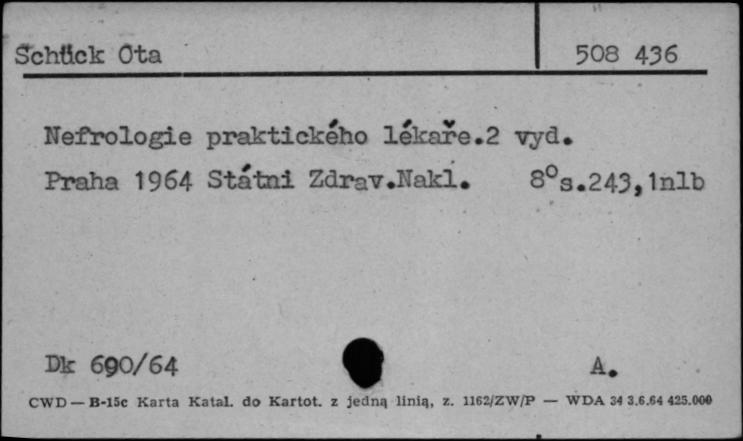 Schück Ota 508 436
Nefrologie praktického lékaře.2 vyd.
Praha 1964 Státni Zdrav.Nakl. 8°s.243,1nlb
Dk 690/64 A.
CWD — B-15c Karta Katal. do Kartot. z jedną linią, z. 1162/ZW/P — WDA 34 3.6.64 425.000